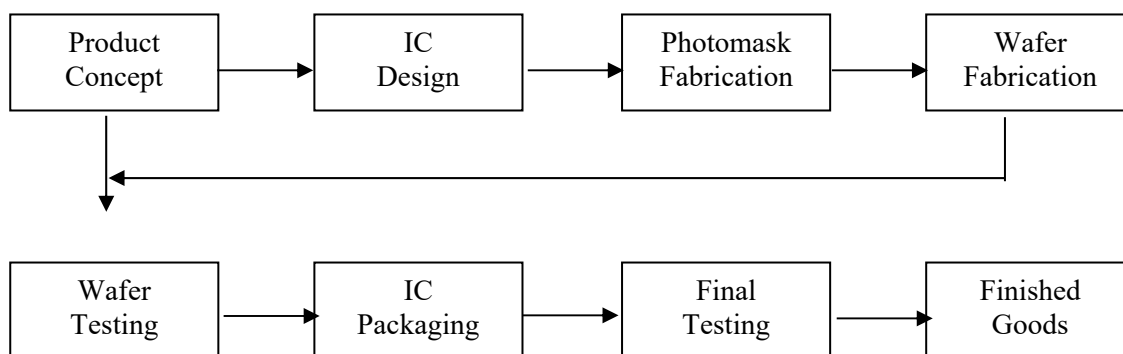 Product
Concept
IC
Design
Photomask
Fabrication
Wafer
Fabrication
Wafer
Testing
IC
Packaging
Final
Testing
Finished
Goods